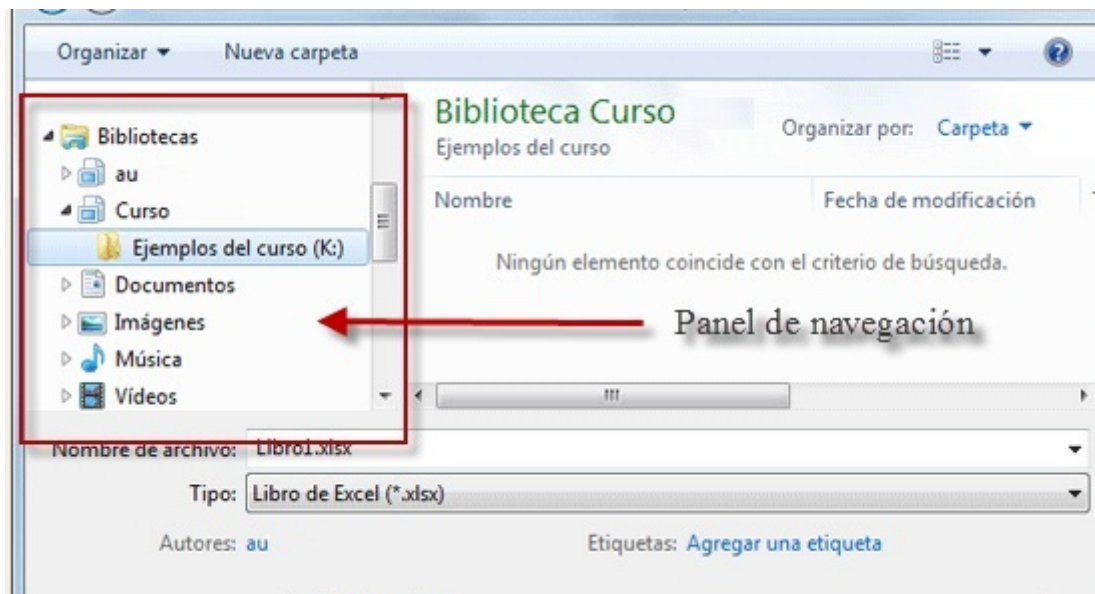 Organizar Nueva carpeta
Bibliotecas
au
Curso
Ejemplos del curso (K:)
Documentos
Imágenes
Música
Vídeos
Biblioteca Curso
Ejemplos del curso
Organizar por: Carpeta
Nombre Fecha de modificación
Ningún elemento coincide con el criterio de búsqueda.
Panel de navegación
Nombre de archivo: Libro1.xlsx
Tipo: Libro de Excel (*.xlsx)
Autores: au Etiquetas: Agregar una etiqueta